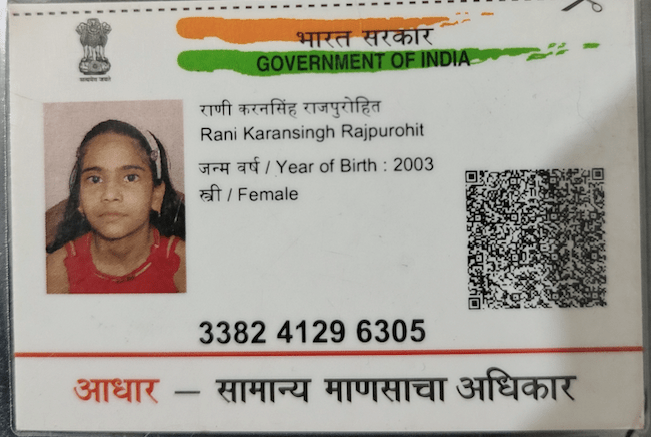 भारत सरकार
GOVERNMENT OF INDIA
सत्यमेव जयते
राणी करनसिंह राजपुरोहित
Rani Karansingh Rajpurohit
जन्म वर्ष / Year of Birth : 2003
स्त्री / Female
3382 4129 6305
आधार – सामान्य माणसाचा अधिकार